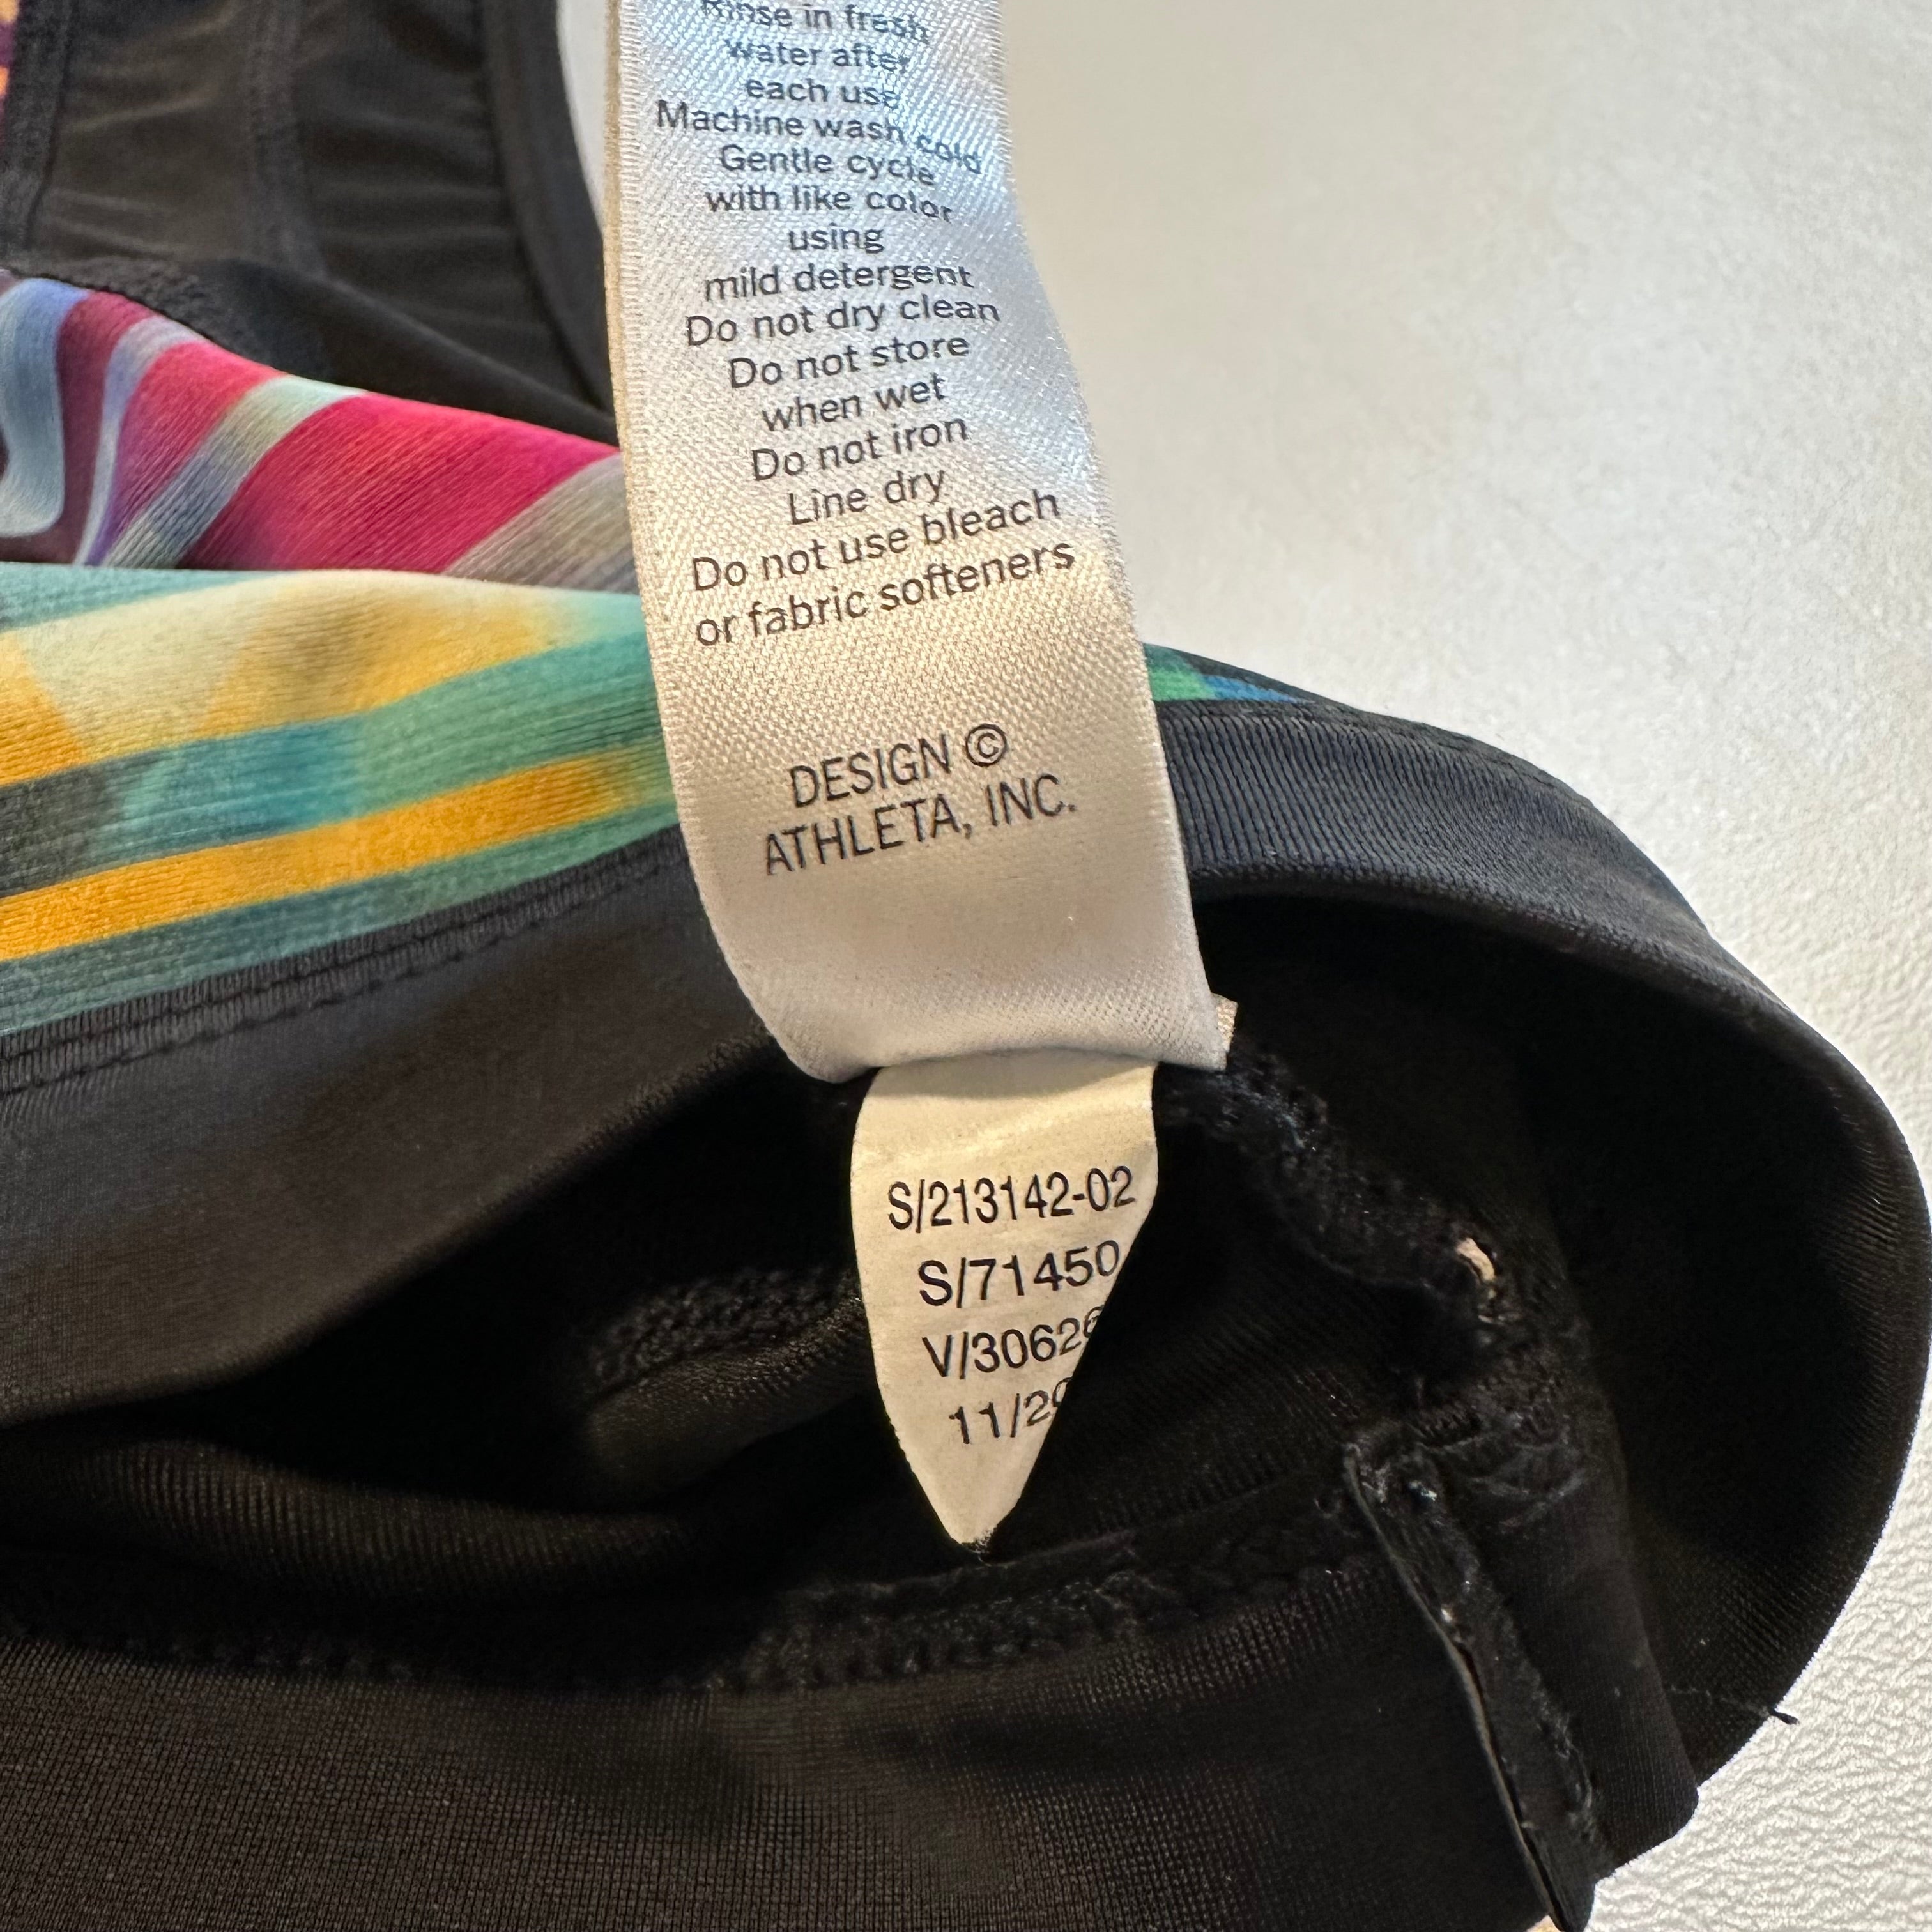 Rinse in fresh
water after
each use
Machine wash cold
Gentle cycle
with like color
using
mild detergent
Do not dry clean
Do not store
when wet
Do not iron
Line dry
Do not use bleach
or fabric softeners
DESIGN ©
ATHLETA, INC.
S/213142-02
S/71450